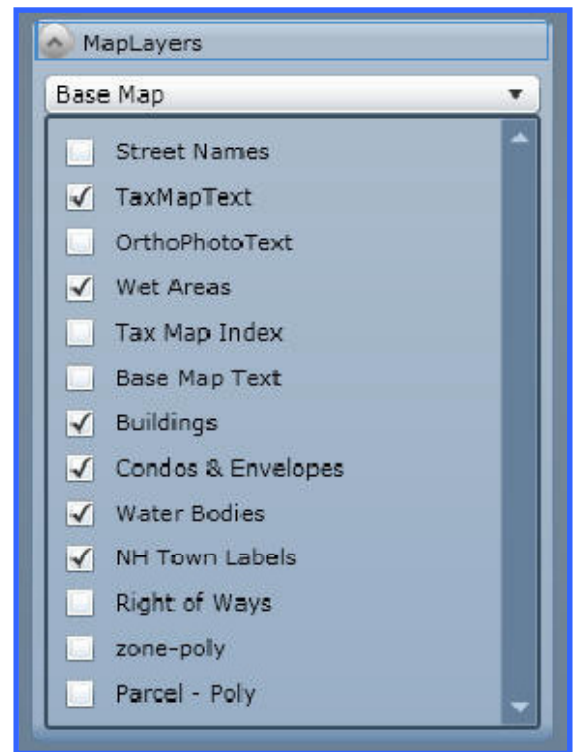 MapLayers
Base Map
Street Names
TaxMapText
OrthoPhotoText
Wet Areas
Tax Map Index
Base Map Text
Buildings
Condos & Envelopes
Water Bodies
NH Town Labels
Right of Ways
zone-poly
Parcel - Poly